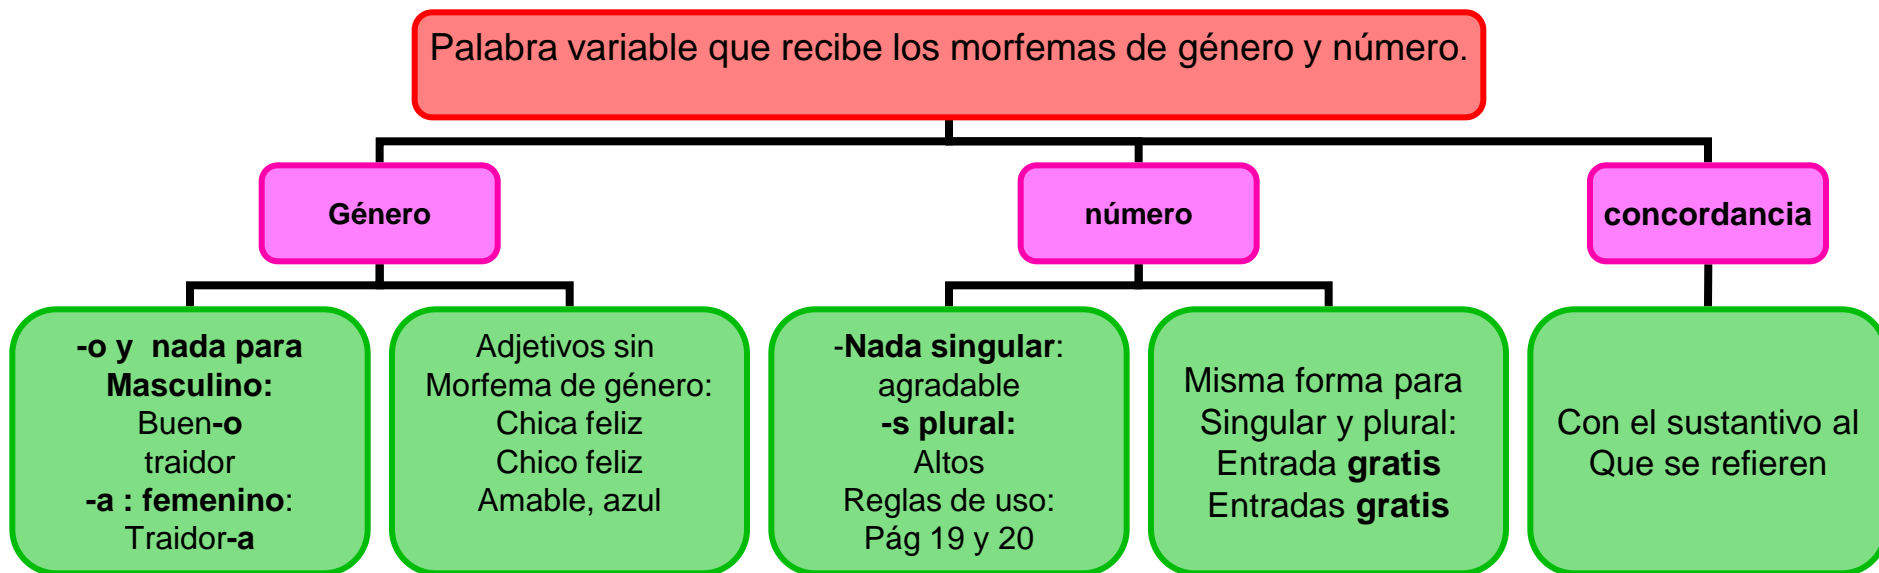 Palabra variable que recibe los morfemas de género y número.
Género
número
concordancia
-o y nada para
Masculino:
Buen-o
traidor
-a : femenino:
Traidor-a
Adjetivos sin
Morfema de género:
Chica feliz
Chico feliz
Amable, azul
-Nada singular:
agradable
-s plural:
Altos
Reglas de uso:
Pág 19 y 20
Misma forma para
Singular y plural:
Entrada gratis
Entradas gratis
Con el sustantivo al
Que se refieren